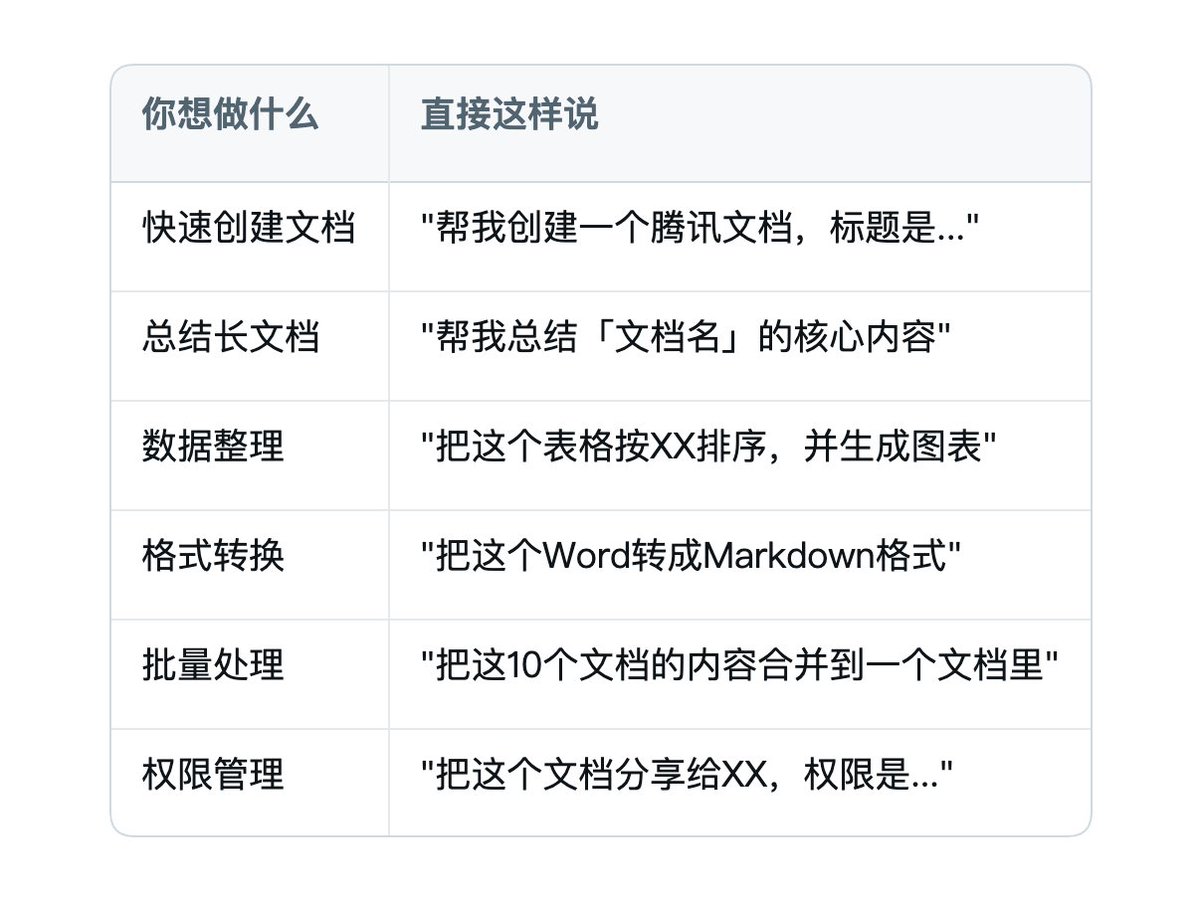 你想做什么
直接这样说
快速创建文档
"帮我创建一个腾讯文档，标题是..."
总结长文档
"帮我总结「文档名」的核心内容"
数据整理
"把这个表格按XX排序，并生成图表"
格式转换
"把这个Word转成Markdown格式"
批量处理
"把这10个文档的内容合并到一个文档里"
权限管理
"把这个文档分享给XX，权限是..."